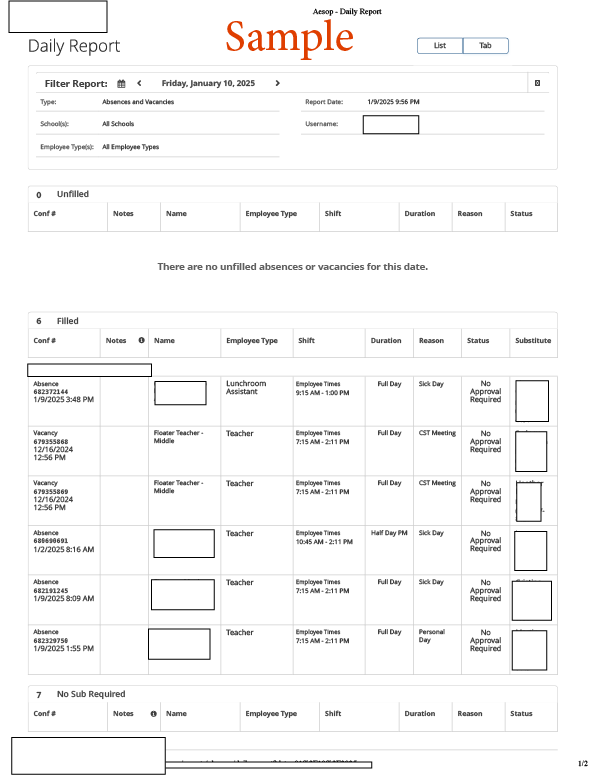 Aesop - Daily Report
Sample
Daily Report
List Tab
Filter Report: Friday, January 10, 2025
Type: Absences and Vacancies Report Date: 1/9/2025 9:56 PM
School(s): All Schools Username:
Employee Type(s): All Employee Types
0 Unfilled
Conf # Notes Name Employee Type Shift Duration Reason Status
There are no unfilled absences or vacancies for this date.
6 Filled
Conf # Notes Name Employee Type Shift Duration Reason Status Substitute
Absence Lunchroom Employee Times Full Day Sick Day No
682372144 Assistant 9:15 AM - 1:00 PM Approval
1/9/2025 3:48 PM Required
Vacancy Floater Teacher - Teacher Employee Times Full Day CST Meeting No
679355868 Middle 7:15 AM - 2:11 PM Approval
12/16/2024 Required
12:56 PM
Vacancy Floater Teacher - Teacher Employee Times Full Day CST Meeting No
679355869 Middle 7:15 AM - 2:11 PM Approval
12/16/2024 Required
12:56 PM
Absence Teacher Employee Times Half Day PM Sick Day No
680690691 10:45 AM - 2:11 PM Approval
1/2/2025 8:16 AM Required
Absence Teacher Employee Times Full Day Sick Day No
682191245 7:15 AM - 2:11 PM Approval
1/9/2025 8:09 AM Required
Absence Teacher Employee Times Full Day Personal No
682329750 7:15 AM - 2:11 PM Day Approval
1/9/2025 1:55 PM Required
7 No Sub Required
Conf # Notes Name Employee Type Shift Duration Reason Status
1/2